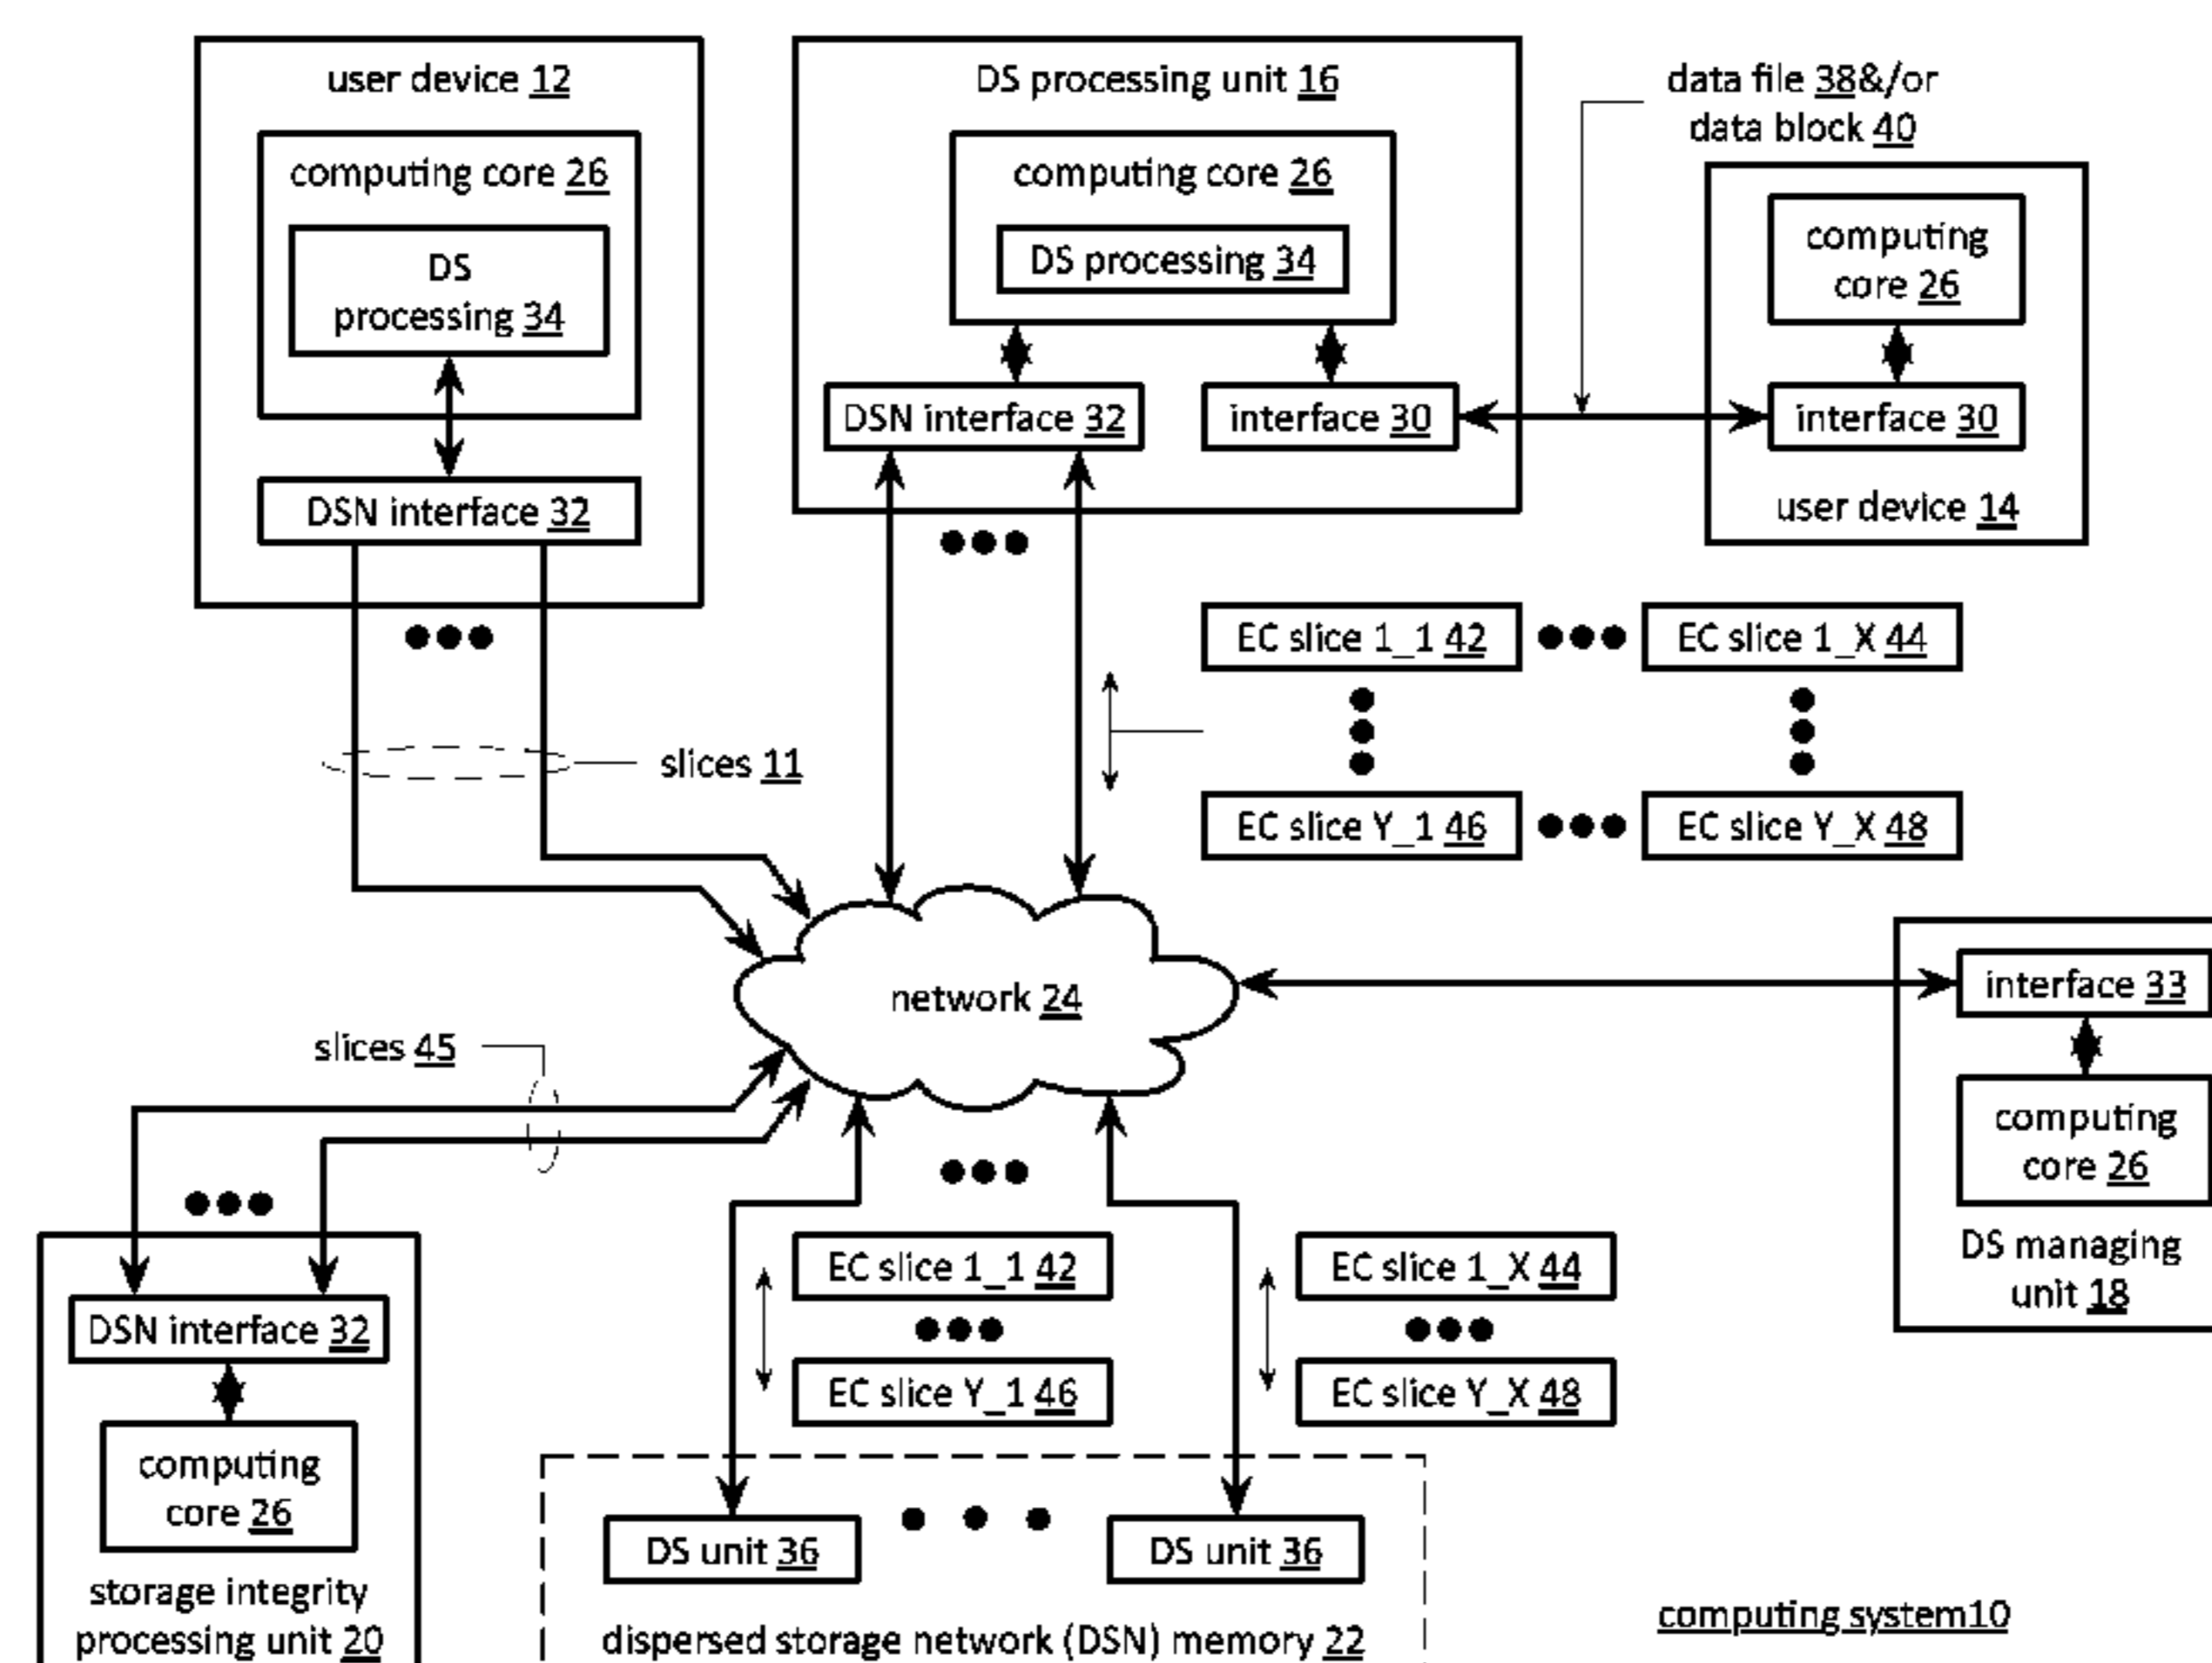 user device 12
computing core 26
DS
processing 34
DSN interface 32
DS processing unit 16
computing core 26
DS processing 34
DSN interface 32
interface 30
data file 38&/or
data block 40
computing
core 26
interface 30
user device 14
slices 11
EC slice 1_1 42
EC slice 1_X 44
EC slice Y_1 46
EC slice Y_X 48
network 24
interface 33
computing
core 26
DS managing
unit 18
slices 45
DSN interface 32
computing
core 26
storage integrity
processing unit 20
EC slice 1_1 42
EC slice 1_X 44
EC slice Y_1 46
EC slice Y_X 48
DS unit 36
DS unit 36
dispersed storage network (DSN) memory 22
computing system10